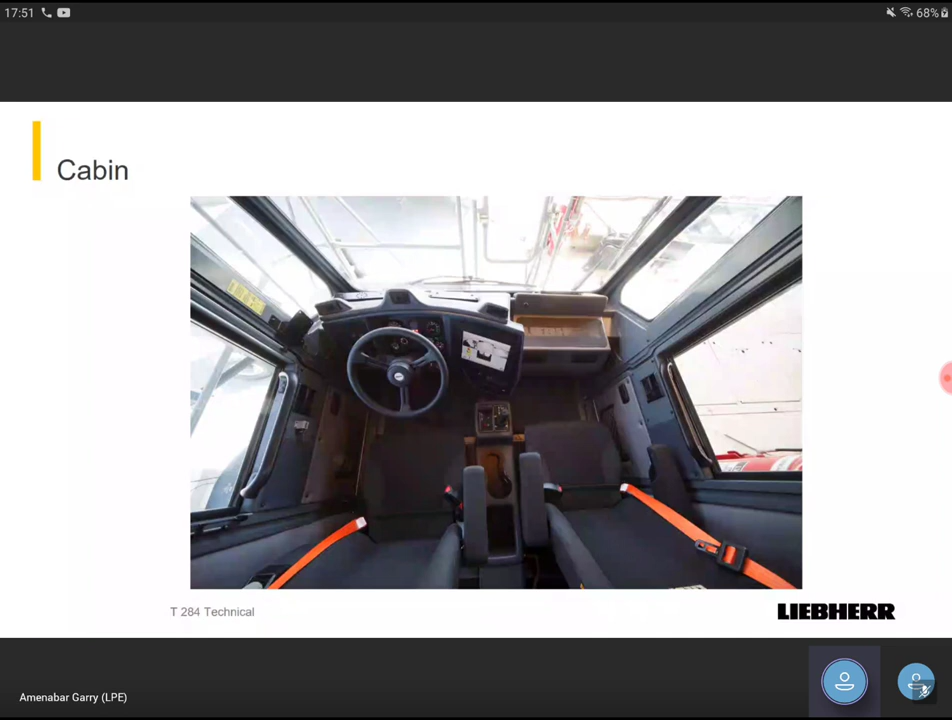 17:51
68%
Cabin
T 284 Technical
LIEBHERR
Amenabar Garry (LPE)